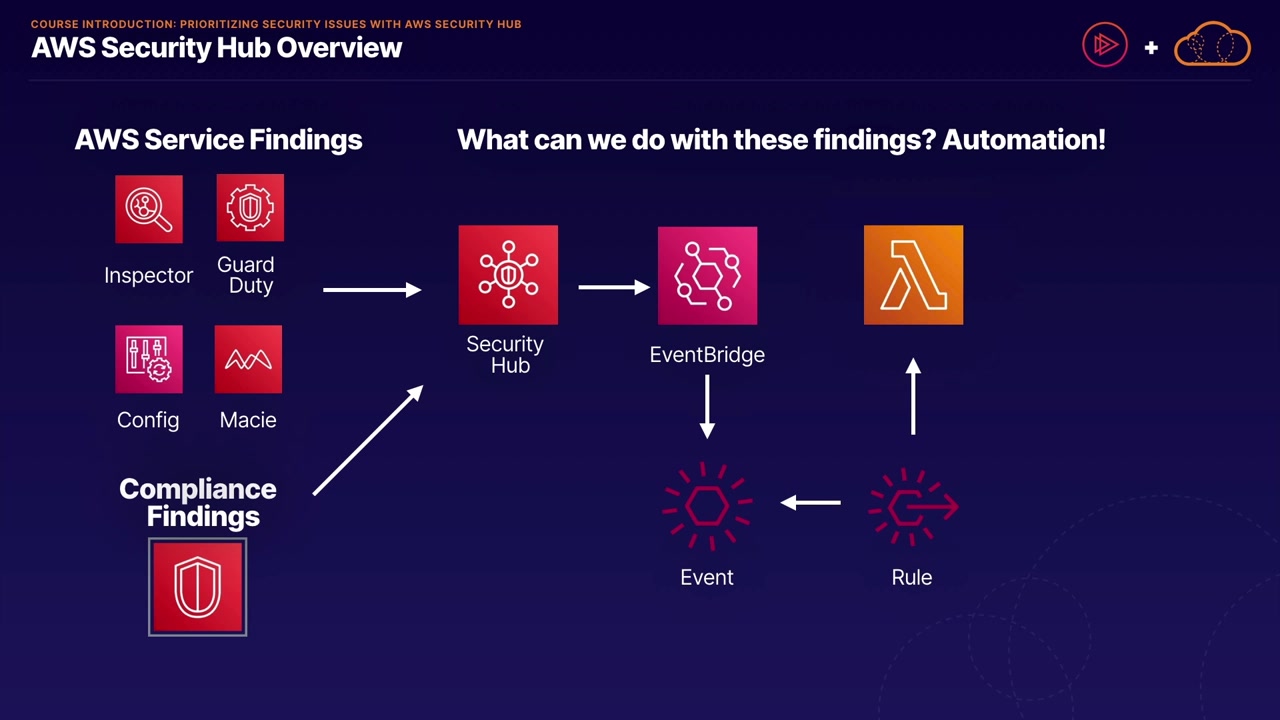 COURSE INTRODUCTION: PRIORITIZING SECURITY ISSUES WITH AWS SECURITY HUB
AWS Security Hub Overview
+
AWS Service Findings
What can we do with these findings? Automation!
Inspector
Guard
Duty
Config
Macie
Security
Hub
EventBridge
Compliance
Findings
Event
Rule